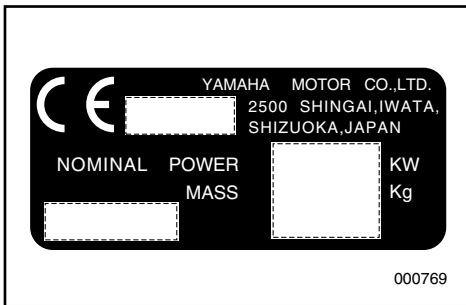 CE YAMAHA MOTOR CO.,LTD.
2500 SHINGAI,IWATA,
SHIZUOKA,JAPAN
NOMINAL POWER KW
MASS Kg
000769